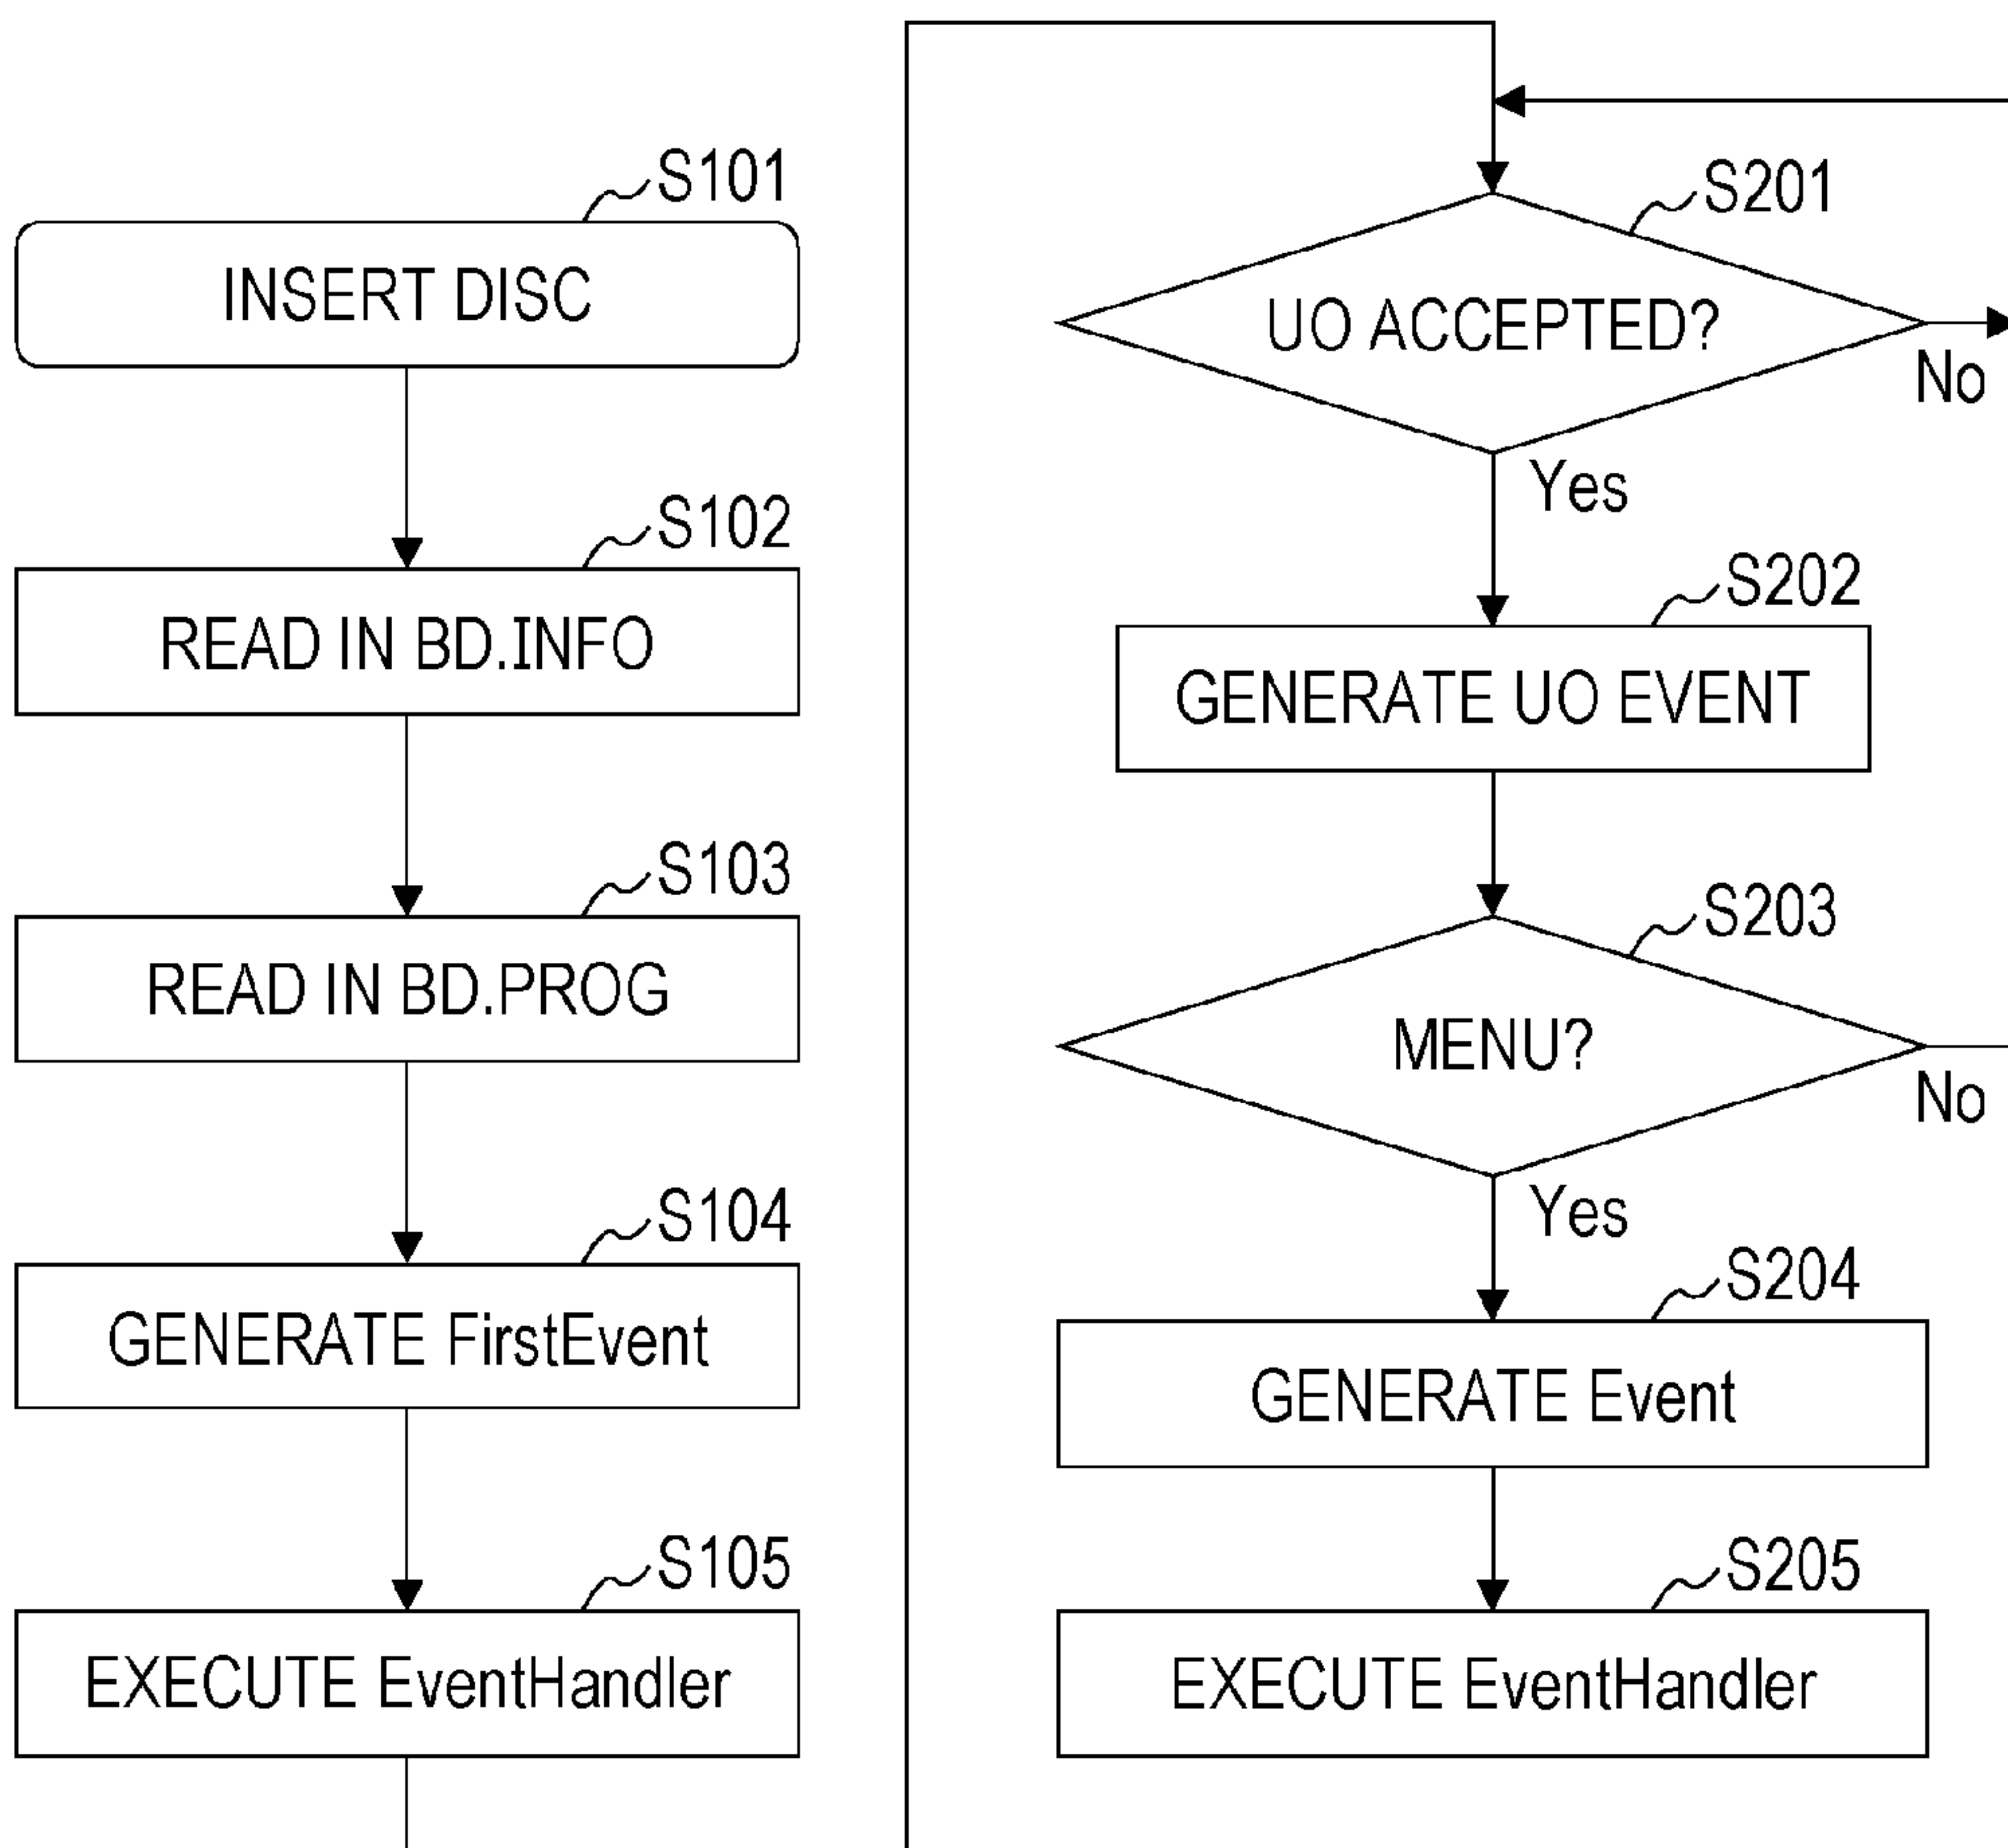 S101
INSERT DISC
S102
READ IN BD.INFO
S103
READ IN BD.PROG
S104
GENERATE FirstEvent
S105
EXECUTE EventHandler
S201
UO ACCEPTED?
No
Yes
S202
GENERATE UO EVENT
S203
MENU?
No
Yes
S204
GENERATE Event
S205
EXECUTE EventHandler